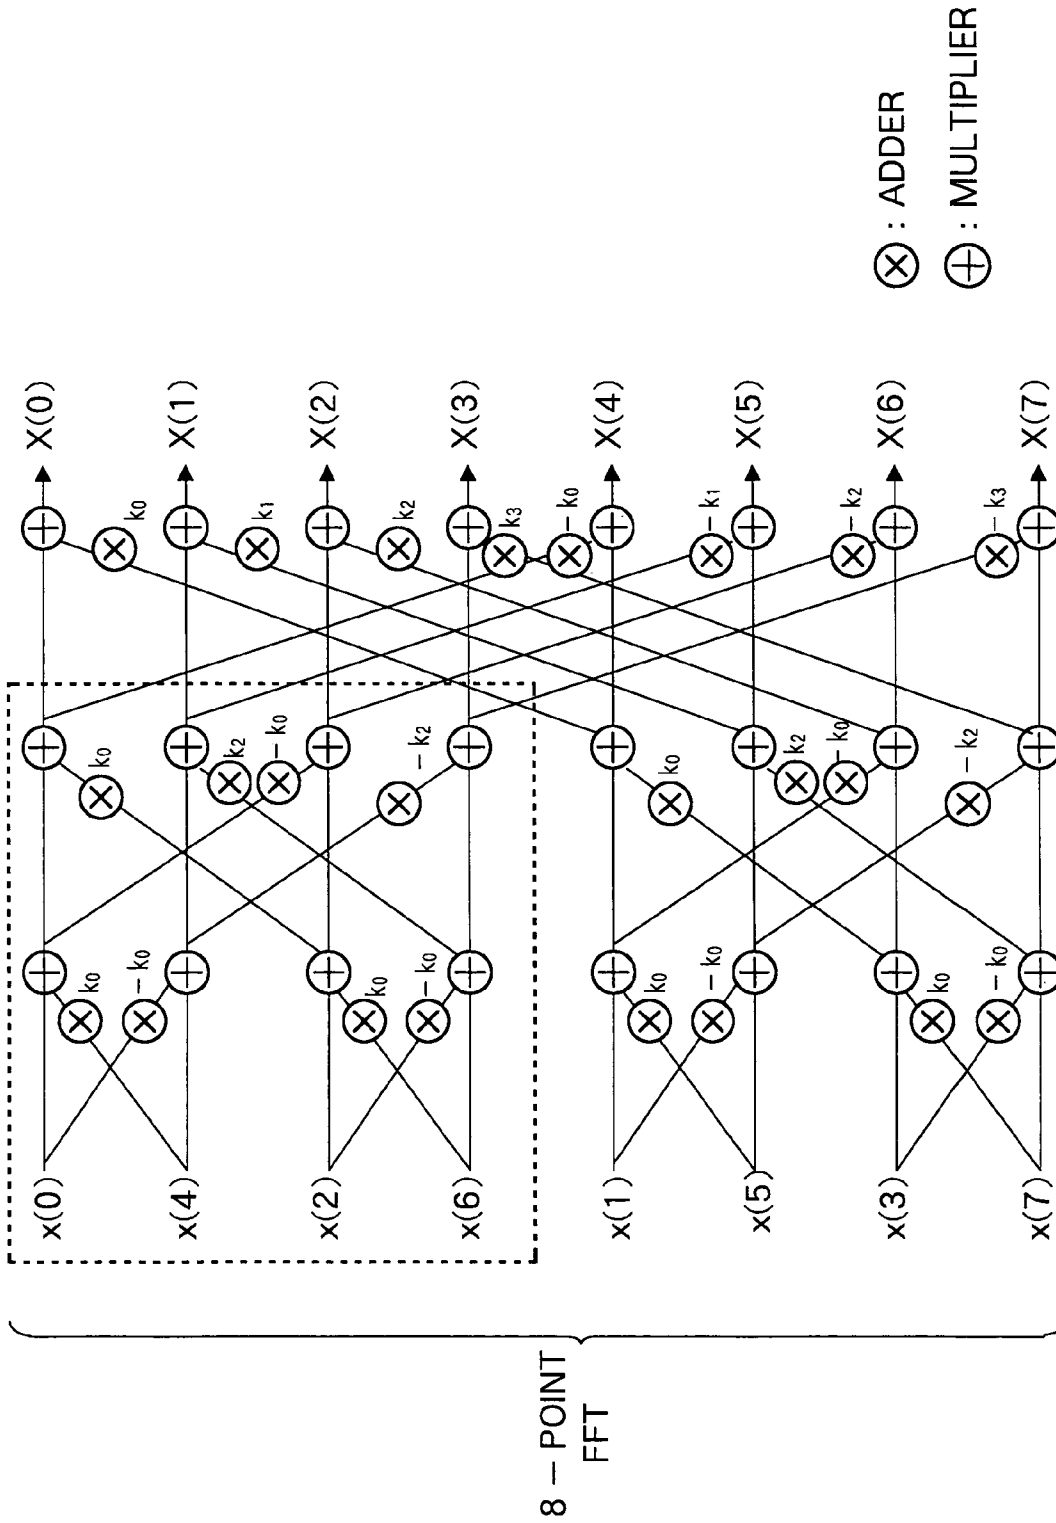 8 – POINT
FFT
x(0)
x(4)
x(2)
x(6)
x(1)
x(5)
x(3)
x(7)
k0
– k0
k0
– k0
k0
– k0
k0
– k0
k0
k2
– k0
– k2
k0
k2
– k0
– k2
k0
k1
k2
k3
– k0
– k1
– k2
– k3
X(0)
X(1)
X(2)
X(3)
X(4)
X(5)
X(6)
X(7)
⊗ : ADDER
⊕ : MULTIPLIER